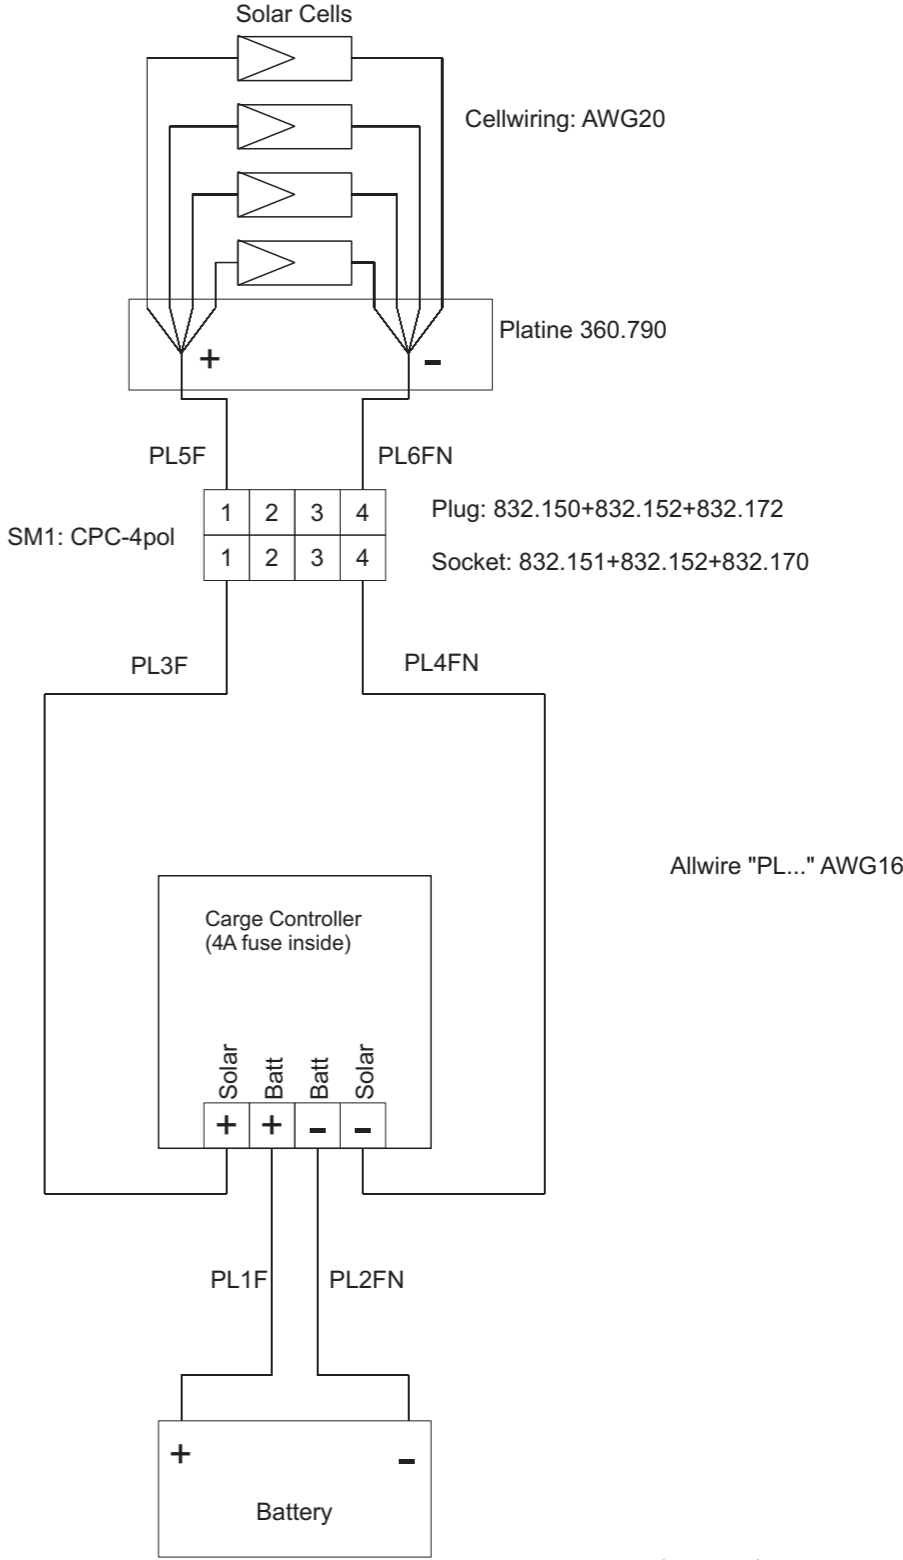 Solar Cells
Cellwiring: AWG20
Platine 360.790
+ -
PL5F PL6FN
1 2 3 4
Plug: 832.150+832.152+832.172
SM1: CPC-4pol
1 2 3 4
Socket: 832.151+832.152+832.170
PL3F PL4FN
Allwire "PL..." AWG16
Carge Controller
(4A fuse inside)
Solar Batt Batt Solar
+ + - -
PL1F PL2FN
+ -
Battery